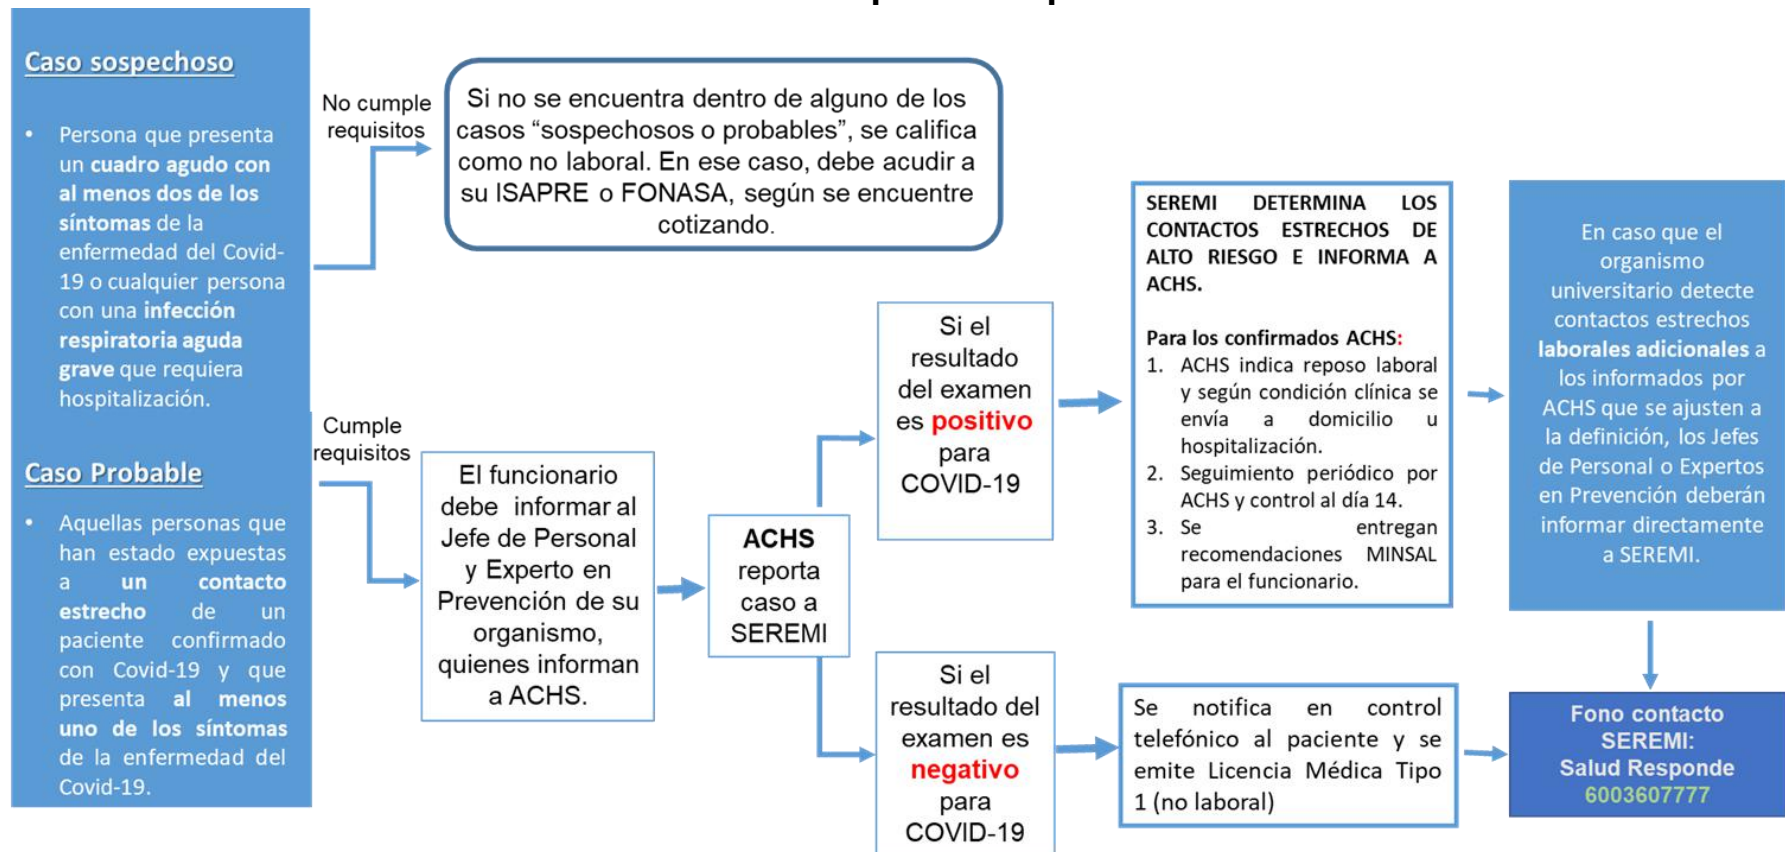 Caso sospechoso
• Persona que presenta
un cuadro agudo con
al menos dos de los
síntomas de la
enfermedad del Covid-
19 o cualquier persona
con una infección
respiratoria aguda
grave que requiera
hospitalización.
Caso Probable
• Aquellas personas que
han estado expuestas
a un contacto
estrecho de un
paciente confirmado
con Covid-19 y que
presenta al menos
uno de los síntomas
de la enfermedad del
Covid-19.
No cumple
requisitos
Si no se encuentra dentro de alguno de los
casos “sospechosos o probables”, se califica
como no laboral. En ese caso, debe acudir a
su ISAPRE o FONASA, según se encuentre
cotizando.
Cumple
requisitos
El funcionario
debe informar al
Jefe de Personal
y Experto en
Prevención de su
organismo,
quienes informan
a ACHS.
ACHS
reporta
caso a
SEREMI
Si el
resultado
del examen
es positivo
para
COVID-19
SEREMI DETERMINA LOS
CONTACTOS ESTRECHOS DE
ALTO RIESGO E INFORMA A
ACHS.
Para los confirmados ACHS:
1. ACHS indica reposo laboral
y según condición clínica se
envía a domicilio u
hospitalización.
2. Seguimiento periódico por
ACHS y control al día 14.
3. Se entregan
recomendaciones MINSAL
para el funcionario.
En caso que el
organismo
universitario detecte
contactos estrechos
laborales adicionales a
los informados por
ACHS que se ajusten a
la definición, los Jefes
de Personal o Expertos
en Prevención deberán
informar directamente
a SEREMI.
Si el
resultado del
examen es
negativo
para
COVID-19
Se notifica en control
telefónico al paciente y se
emite Licencia Médica Tipo
1 (no laboral)
Fono contacto
SEREMI:
Salud Responde
6003607777